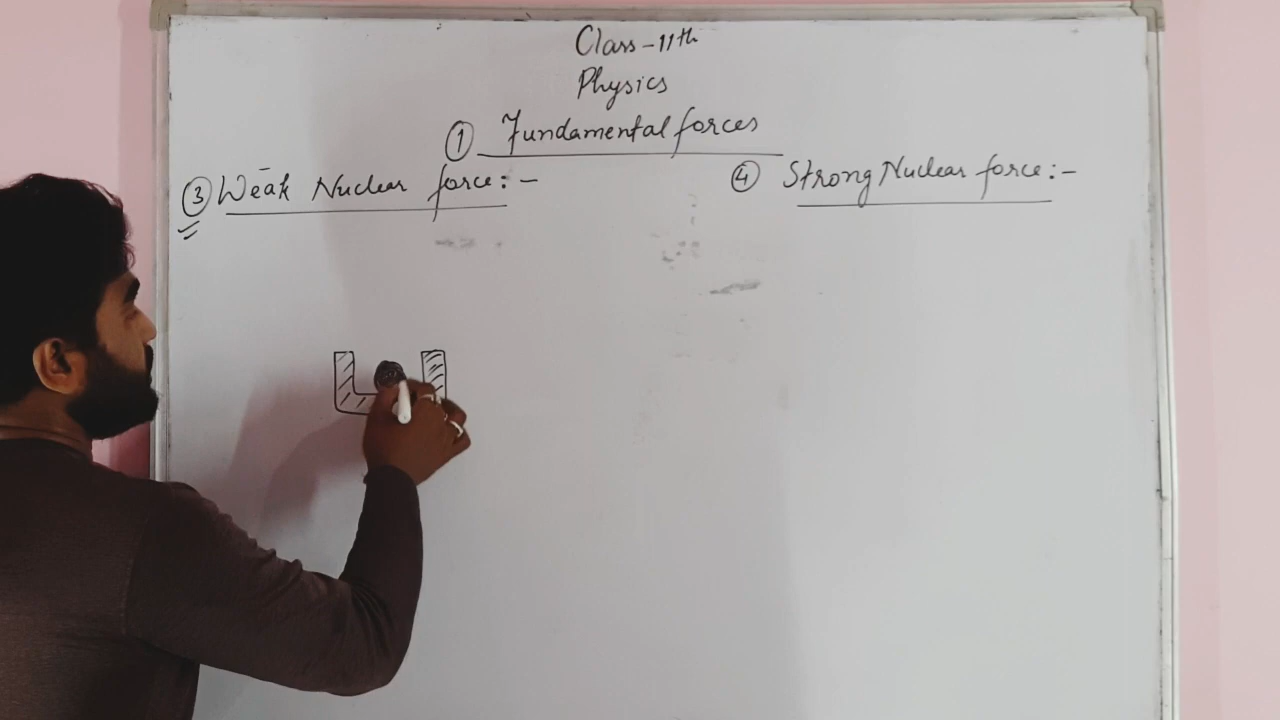 Class-11th
Physics
① Fundamental forces
③ Weak Nuclear force:-
④ Strong Nuclear force:-